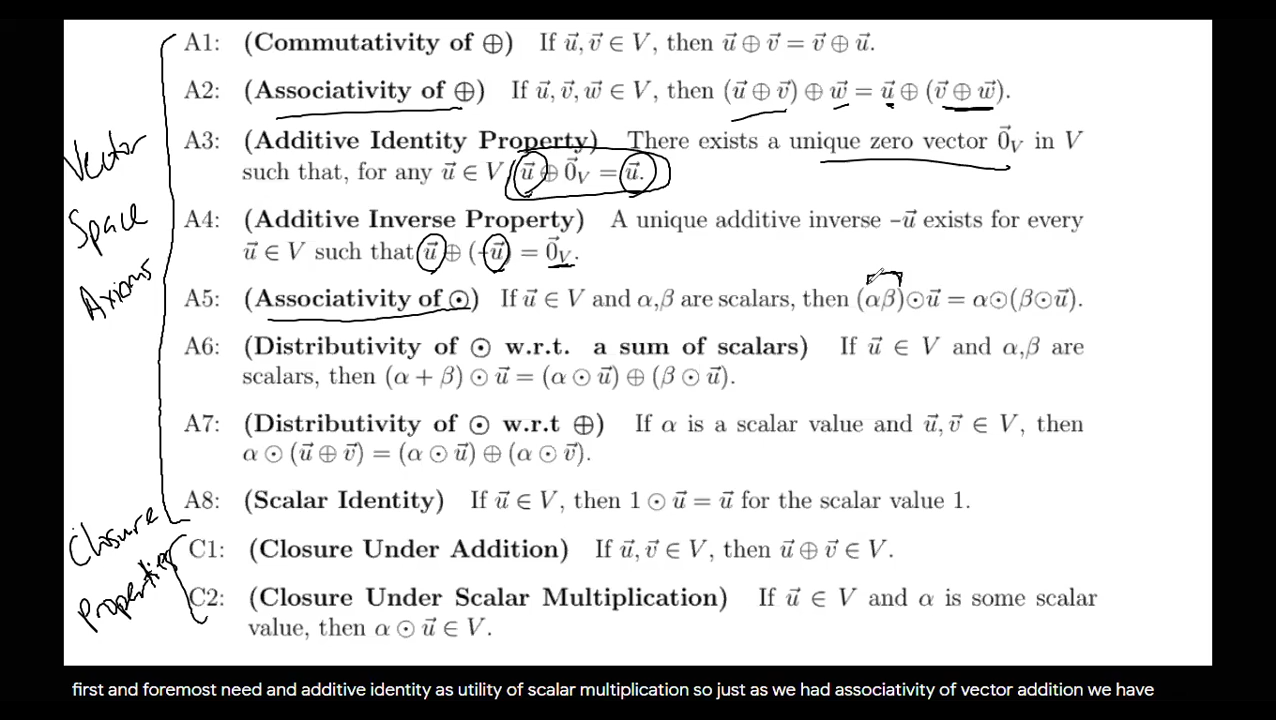 A1: (Commutativity of ⊕) If u⃗, v⃗ ∈ V, then u⃗ ⊕ v⃗ = v⃗ ⊕ u⃗.
A2: (Associativity of ⊕) If u⃗, v⃗, w⃗ ∈ V, then (u⃗ ⊕ v⃗) ⊕ w⃗ = u⃗ ⊕ (v⃗ ⊕ w⃗).
A3: (Additive Identity Property) There exists a unique zero vector 0⃗_V in V
such that, for any u⃗ ∈ V, u⃗ ⊕ 0⃗_V = u⃗.
A4: (Additive Inverse Property) A unique additive inverse −u⃗ exists for every
u⃗ ∈ V such that u⃗ ⊕ (−u⃗) = 0⃗_V.
A5: (Associativity of ⊙) If u⃗ ∈ V and α,β are scalars, then (αβ)⊙u⃗ = α⊙(β⊙u⃗).
A6: (Distributivity of ⊙ w.r.t. a sum of scalars) If u⃗ ∈ V and α,β are
scalars, then (α + β) ⊙ u⃗ = (α ⊙ u⃗) ⊕ (β ⊙ u⃗).
A7: (Distributivity of ⊙ w.r.t ⊕) If α is a scalar value and u⃗, v⃗ ∈ V, then
α ⊙ (u⃗ ⊕ v⃗) = (α ⊙ u⃗) ⊕ (α ⊙ v⃗).
A8: (Scalar Identity) If u⃗ ∈ V, then 1 ⊙ u⃗ = u⃗ for the scalar value 1.
C1: (Closure Under Addition) If u⃗, v⃗ ∈ V, then u⃗ ⊕ v⃗ ∈ V.
C2: (Closure Under Scalar Multiplication) If u⃗ ∈ V and α is some scalar
value, then α ⊙ u⃗ ∈ V.
Vector
Space
Axioms
Closure
Properties
first and foremost need and additive identity as utility of scalar multiplication so just as we had associativity of vector addition we have